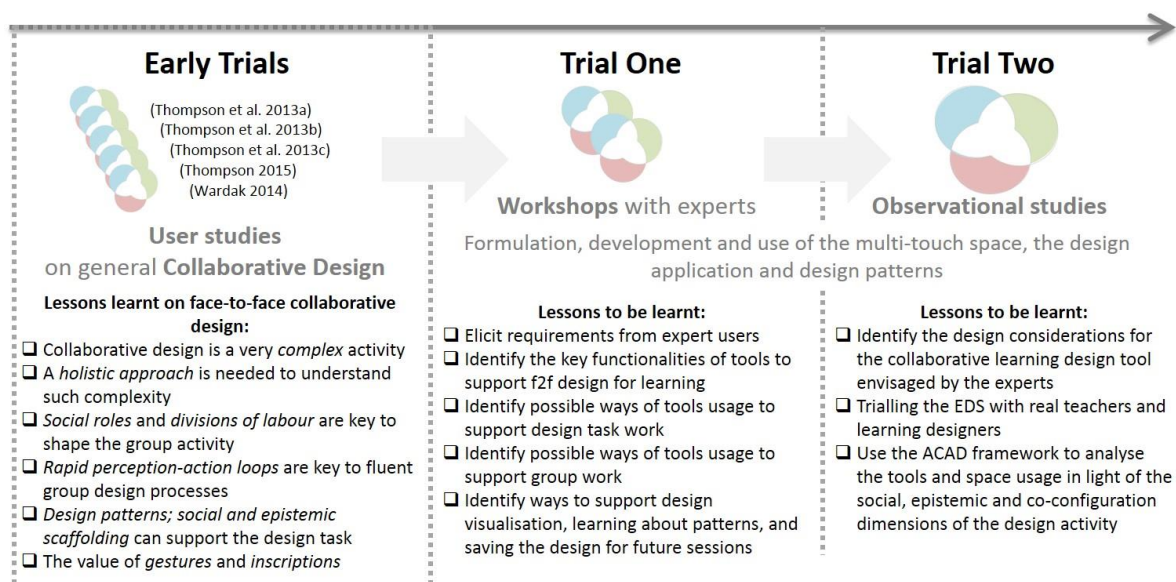 Early Trials
(Thompson et al. 2013a)
(Thompson et al. 2013b)
(Thompson et al. 2013c)
(Thompson 2015)
(Wardak 2014)
User studies
on general Collaborative Design
Lessons learnt on face-to-face collaborative
design:
❑ Collaborative design is a very complex activity
❑ A holistic approach is needed to understand
such complexity
❑ Social roles and divisions of labour are key to
shape the group activity
❑ Rapid perception-action loops are key to fluent
group design processes
❑ Design patterns; social and epistemic
scaffolding can support the design task
❑ The value of gestures and inscriptions
Trial One
Workshops with experts
Trial Two
Observational studies
Formulation, development and use of the multi-touch space, the design
application and design patterns
Lessons to be learnt:
❑ Elicit requirements from expert users
❑ Identify the key functionalities of tools to
support f2f design for learning
❑ Identify possible ways of tools usage to
support design task work
❑ Identify possible ways of tools usage to
support group work
❑ Identify ways to support design
visualisation, learning about patterns, and
saving the design for future sessions
Lessons to be learnt:
❑ Identify the design considerations for
the collaborative learning design tool
envisaged by the experts
❑ Trialling the EDS with real teachers and
learning designers
❑ Use the ACAD framework to analyse
the tools and space usage in light of the
social, epistemic and co-configuration
dimensions of the design activity